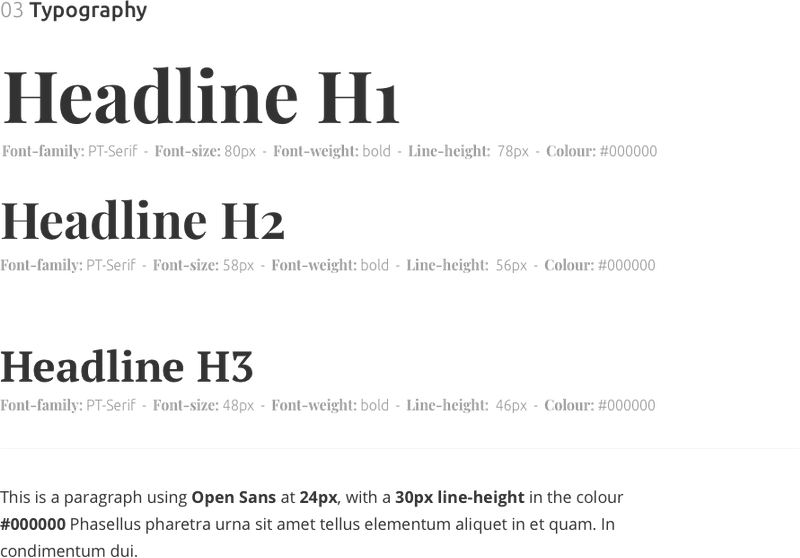 03 Typography
Headline H1
Font-family: PT-Serif - Font-size: 80px - Font-weight: bold - Line-height: 78px - Colour: #000000
Headline H2
Font-family: PT-Serif - Font-size: 58px - Font-weight: bold - Line-height: 56px - Colour: #000000
Headline H3
Font-family: PT-Serif - Font-size: 48px - Font-weight: bold - Line-height: 46px - Colour: #000000
This is a paragraph using Open Sans at 24px, with a 30px line-height in the colour
#000000 Phasellus pharetra urna sit amet tellus elementum aliquet in et quam. In
condimentum dui.